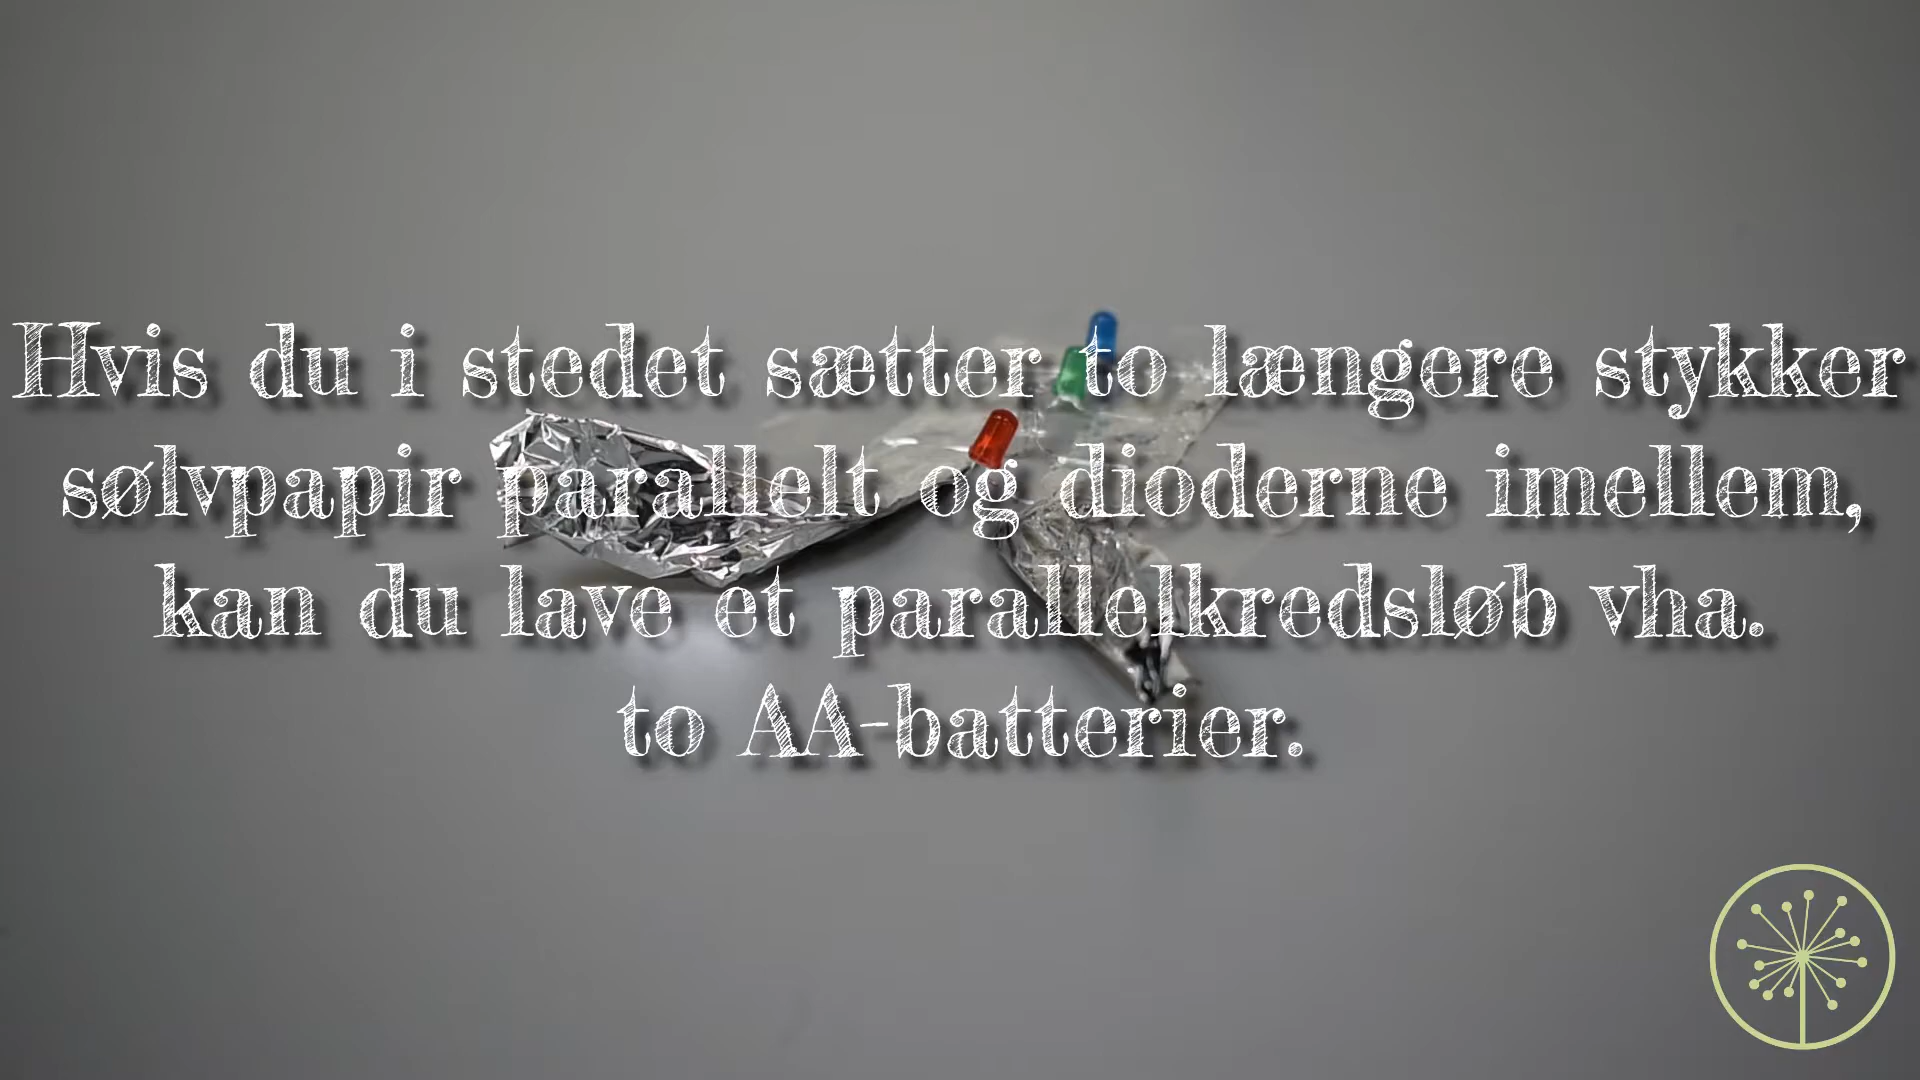 Hvis du i stedet sætter to længere stykker
sølvpapir parallelt og dioderne imellem,
kan du lave et parallelkredsløb vha.
to AA-batterier.